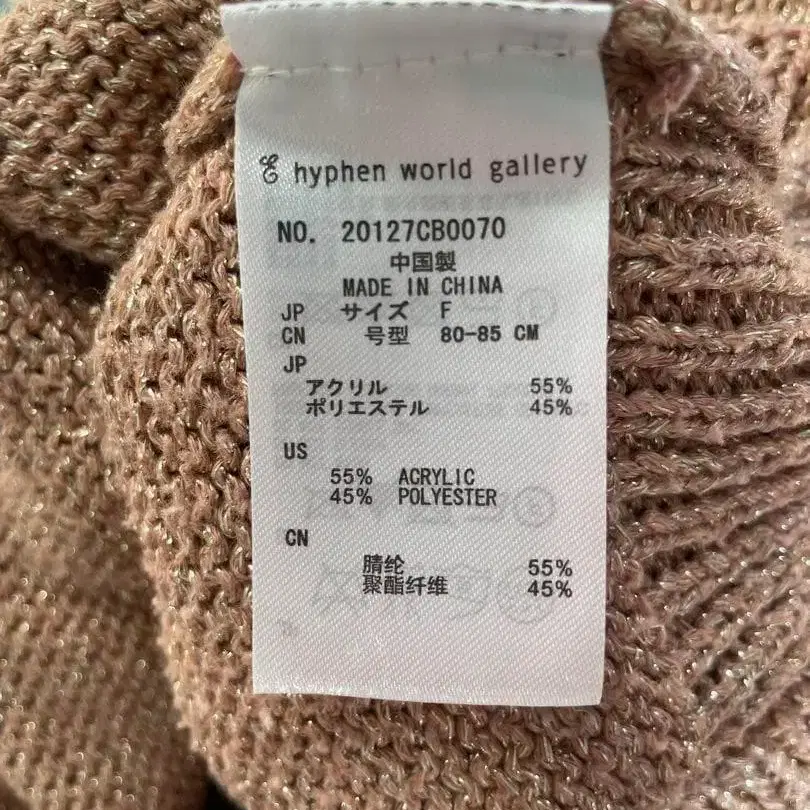 E hyphen world gallery
NO. 20127CB0070
中国製
MADE IN CHINA
JP サイズ F
CN 号型 80-85 CM
JP
アクリル 55%
ポリエステル 45%
US
55% ACRYLIC
45% POLYESTER
CN
腈纶 55%
聚酯纤维 45%